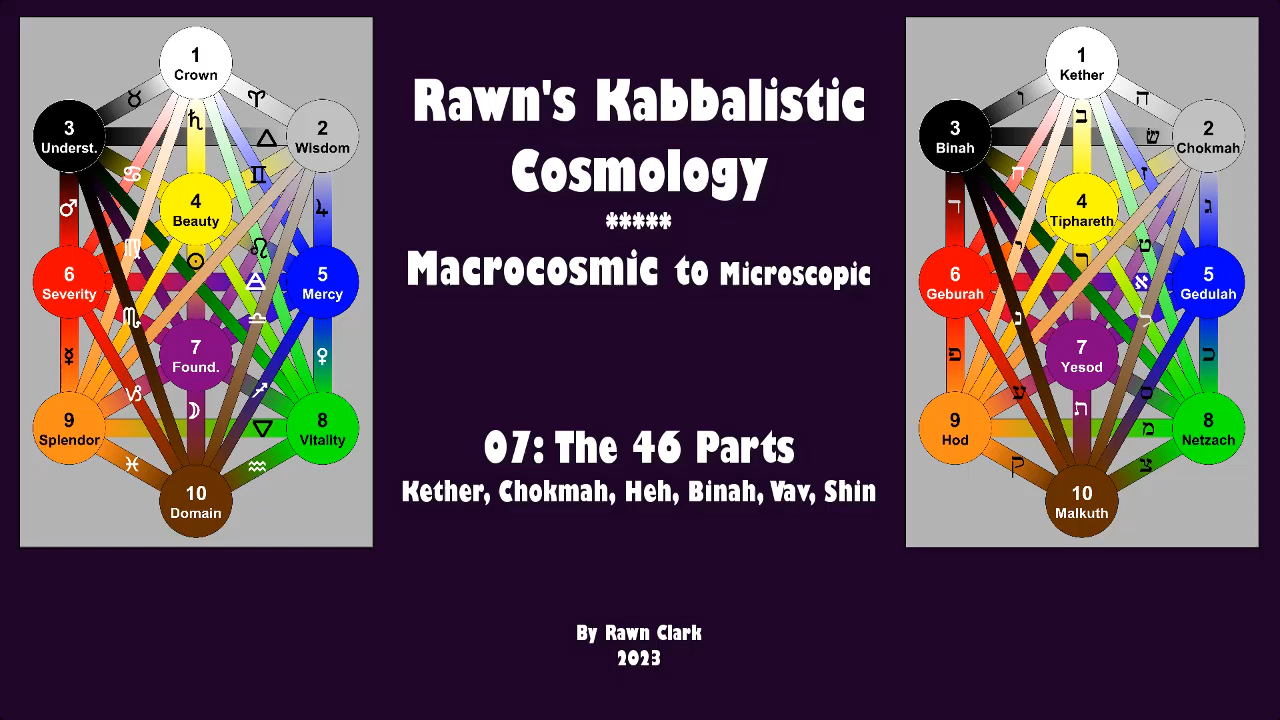 1
Crown
♉ ♈
♄
3
Underst.
🜂
2
Wisdom
♋ ♊
4
Beauty
♂ ♃
♍ ♌
☉
6
Severity
🜁
5
Mercy
♏ ♎
7
Found.
☿ ♀
♑ ♐
☽
9
Splendor
🜄
8
Vitality
♓ ♒
10
Domain
Rawn's Kabbalistic
Cosmology
*****
Macrocosmic to Microscopic
07: The 46 Parts
Kether, Chokmah, Heh, Binah, Vav, Shin
By Rawn Clark
2023
1
Kether
ו ה
ב
3
Binah
ש
2
Chokmah
ח ז
4
Tiphareth
ד ג
י ט
ר
6
Geburah
א
5
Gedulah
נ ל
7
Yesod
פ
ע ס
ת
9
Hod
מ
8
Netzach
ק צ
10
Malkuth